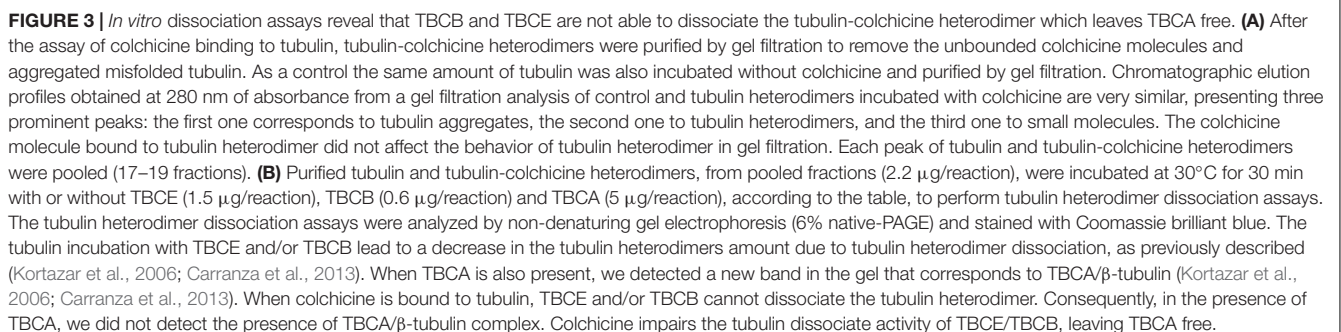 FIGURE 3 | In vitro dissociation assays reveal that TBCB and TBCE are not able to dissociate the tubulin-colchicine heterodimer which leaves TBCA free. (A) After
the assay of colchicine binding to tubulin, tubulin-colchicine heterodimers were purified by gel filtration to remove the unbounded colchicine molecules and
aggregated misfolded tubulin. As a control the same amount of tubulin was also incubated without colchicine and purified by gel filtration. Chromatographic elution
profiles obtained at 280 nm of absorbance from a gel filtration analysis of control and tubulin heterodimers incubated with colchicine are very similar, presenting three
prominent peaks: the first one corresponds to tubulin aggregates, the second one to tubulin heterodimers, and the third one to small molecules. The colchicine
molecule bound to tubulin heterodimer did not affect the behavior of tubulin heterodimer in gel filtration. Each peak of tubulin and tubulin-colchicine heterodimers
were pooled (17–19 fractions). (B) Purified tubulin and tubulin-colchicine heterodimers, from pooled fractions (2.2 μg/reaction), were incubated at 30°C for 30 min
with or without TBCE (1.5 μg/reaction), TBCB (0.6 μg/reaction) and TBCA (5 μg/reaction), according to the table, to perform tubulin heterodimer dissociation assays.
The tubulin heterodimer dissociation assays were analyzed by non-denaturing gel electrophoresis (6% native-PAGE) and stained with Coomassie brilliant blue. The
tubulin incubation with TBCE and/or TBCB lead to a decrease in the tubulin heterodimers amount due to tubulin heterodimer dissociation, as previously described
(Kortazar et al., 2006; Carranza et al., 2013). When TBCA is also present, we detected a new band in the gel that corresponds to TBCA/β-tubulin (Kortazar et al.,
2006; Carranza et al., 2013). When colchicine is bound to tubulin, TBCE and/or TBCB cannot dissociate the tubulin heterodimer. Consequently, in the presence of
TBCA, we did not detect the presence of TBCA/β-tubulin complex. Colchicine impairs the tubulin dissociate activity of TBCE/TBCB, leaving TBCA free.